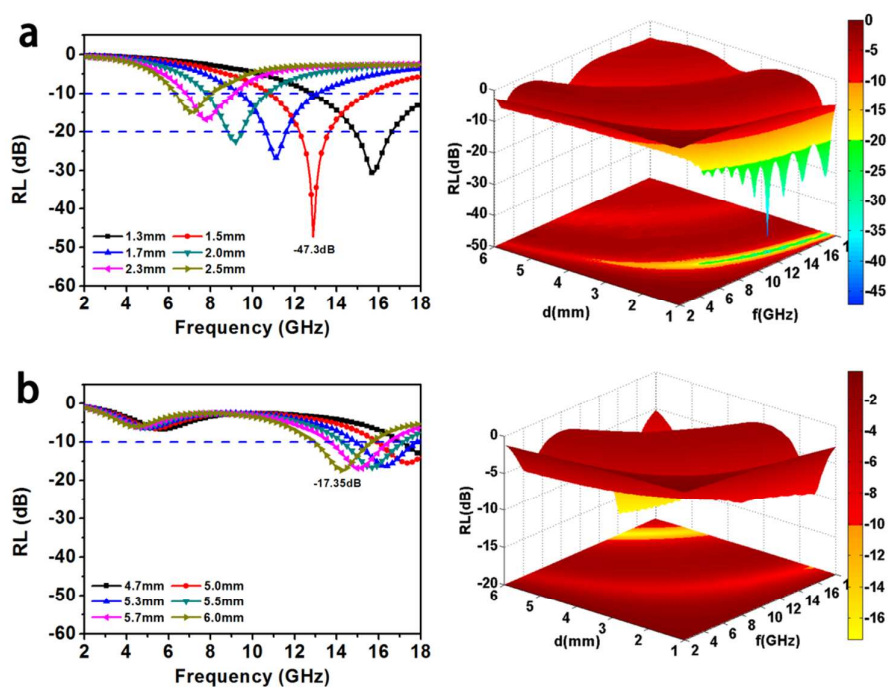 a
0
-10
-20
-30
-40
-50
-60
RL (dB)
1.3mm 1.5mm
1.7mm 2.0mm
2.3mm 2.5mm
-47.3dB
2 4 6 8 10 12 14 16 18
Frequency (GHz)
0
-10
-20
-30
-40
-50
RL(dB)
6 5 4 3 2 1
d(mm)
2 4 6 8 10 12 14 16 1
f(GHz)
0
-5
-10
-15
-20
-25
-30
-35
-40
-45
b
0
-10
-20
-30
-40
-50
-60
RL (dB)
-17.35dB
4.7mm 5.0mm
5.3mm 5.5mm
5.7mm 6.0mm
2 4 6 8 10 12 14 16 18
Frequency (GHz)
0
-5
-10
-15
-20
RL(dB)
6 5 4 3 2 1
d(mm)
2 4 6 8 10 12 14 16 1
f(GHz)
-2
-4
-6
-8
-10
-12
-14
-16